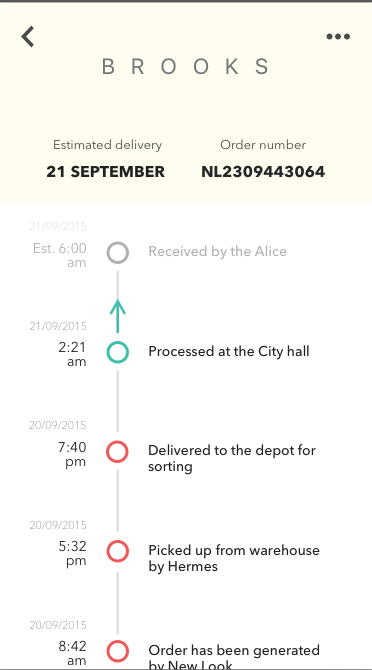 BROOKS
Estimated delivery
Order number
21 SEPTEMBER
NL2309443064
21/09/2015
Est. 6:00
am
Received by the Alice
21/09/2015
2:21
am
Processed at the City hall
20/09/2015
7:40
pm
Delivered to the depot for
sorting
20/09/2015
5:32
pm
Picked up from warehouse
by Hermes
20/09/2015
8:42
am
Order has been generated
by New Look